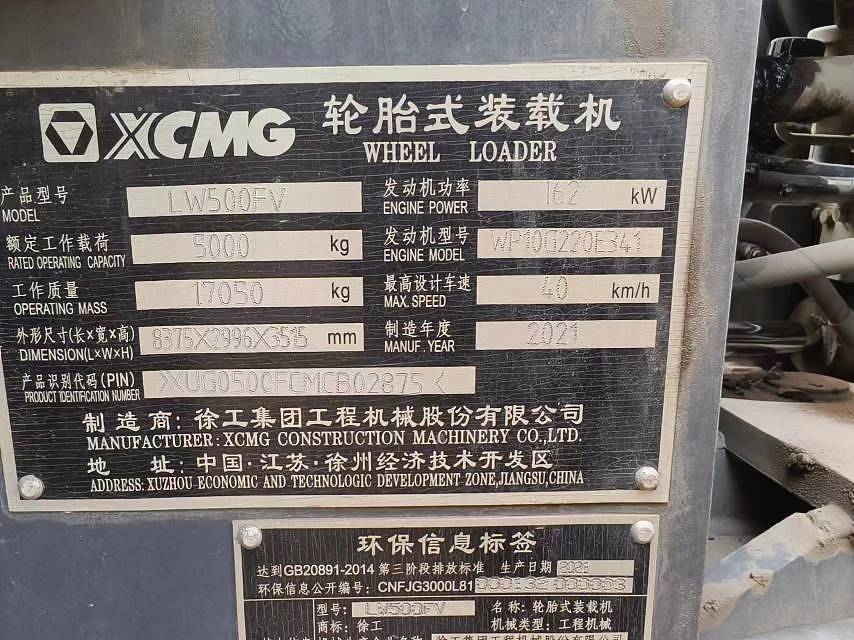 XCMG 轮胎式装载机
WHEEL LOADER
产品型号 LW500FV 发动机功率 162 kW
MODEL ENGINE POWER
额定工作载荷 5000 kg 发动机型号 WP10G220E341
RATED OPERATING CAPACITY ENGINE MODEL
工作质量 17050 kg 最高设计车速 40 km/h
OPERATING MASS MAX. SPEED
外形尺寸(长×宽×高) 8375X2996X3515 mm 制造年度 2021
DIMENSION(L×W×H) MANUF. YEAR
产品识别代码(PIN) XUG0500FCMCB02875
PRODUCT IDENTIFICATION NUMBER
制造商:徐工集团工程机械股份有限公司
MANUFACTURER: XCMG CONSTRUCTION MACHINERY CO.,LTD.
地 址:中国·江苏·徐州经济技术开发区
ADDRESS: XUZHOU ECONOMIC AND TECHNOLOGIC DEVELOPMENT ZONE,JIANGSU,CHINA
环保信息标签
达到GB20891-2014 第三阶段排放标准 生产日期
环保信息公开编号: CNFJG3000L81
型号: LW500FV 名称: 轮胎式装载机
商标: 徐工 机械类型: 工程机械